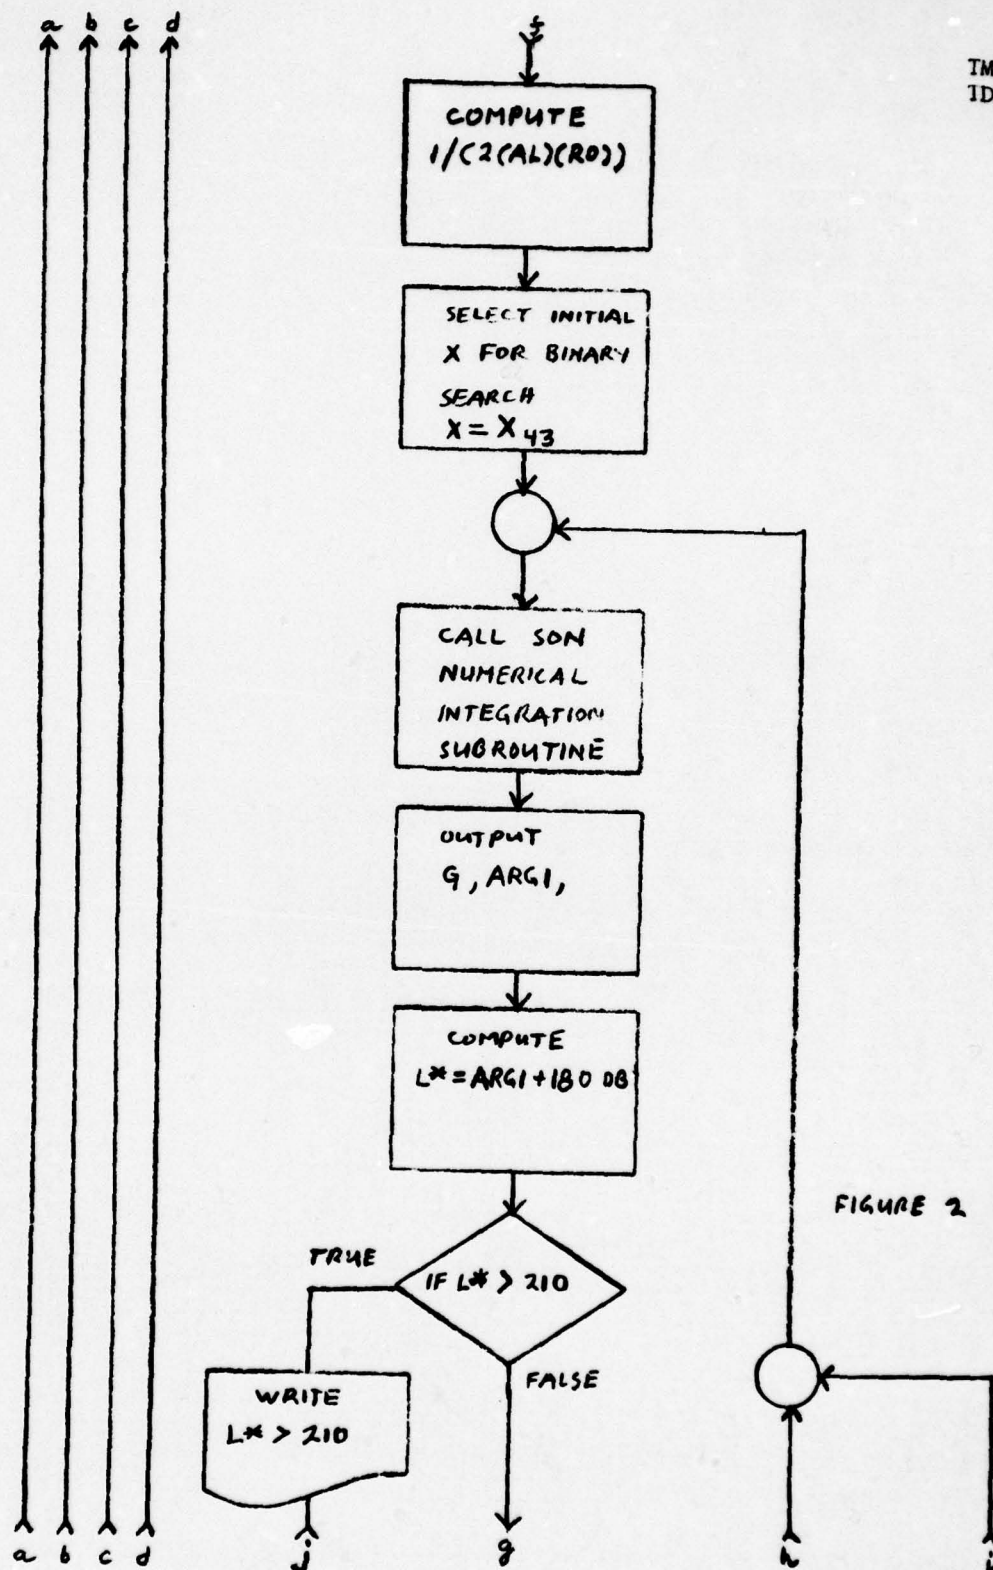 a b c d
f
TM
ID
COMPUTE
1/(2(AL)(RO))
SELECT INITIAL
X FOR BINARY
SEARCH
X = X43
CALL SON
NUMERICAL
INTEGRATION
SUBROUTINE
OUTPUT
G, ARG1,
COMPUTE
L* = ARG1 + 180 DB
FIGURE 2
TRUE
IF L* > 210
FALSE
WRITE
L* > 210
a b c d j g h i